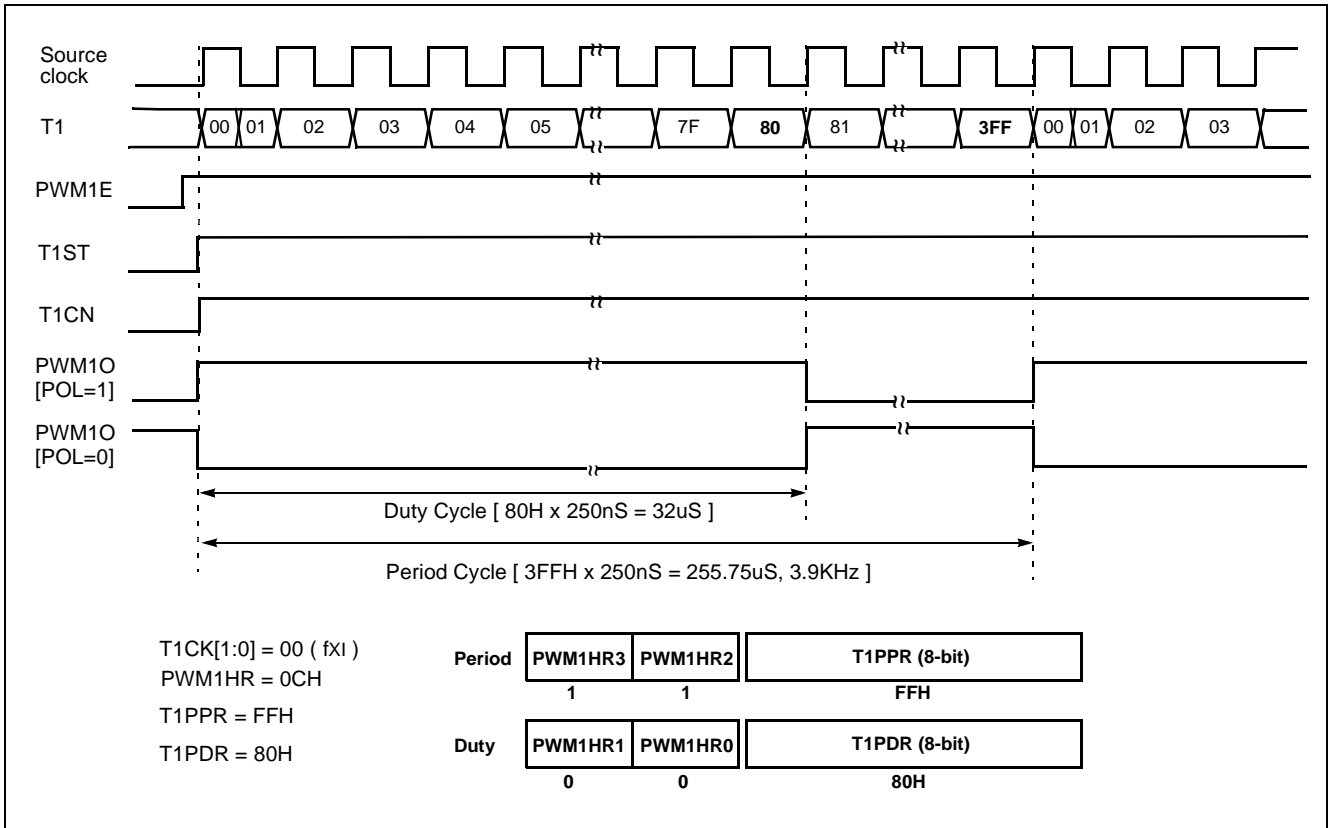 Source
clock
T1 00 01 02 03 04 05 7F 80 81 3FF 00 01 02 03
PWM1E
T1ST
T1CN
PWM1O
[POL=1]
PWM1O
[POL=0]
Duty Cycle [ 80H x 250nS = 32uS ]
Period Cycle [ 3FFH x 250nS = 255.75uS, 3.9KHz ]
T1CK[1:0] = 00 ( fXI )
PWM1HR = 0CH
T1PPR = FFH
T1PDR = 80H
Period PWM1HR3 PWM1HR2 T1PPR (8-bit)
1 1 FFH
Duty PWM1HR1 PWM1HR0 T1PDR (8-bit)
0 0 80H